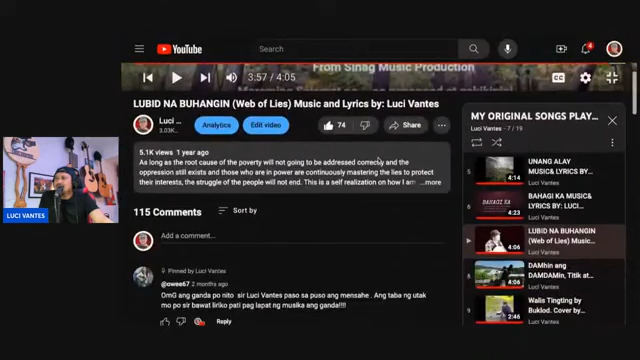 YouTube
Search
4
From Sinag Music Production
3:57 / 4:05
CC
LUBID NA BUHANGIN (Web of Lies) Music and Lyrics by: Luci Vantes
Luci ...
3.03K...
Analytics
Edit video
74
Share
5.1K views 1 year ago
As long as the root cause of the poverty will not going to be addressed correctly and the
oppression still exists and those who are in power are continuously mastering the lies to protect
their interests, the struggle of the people will not end. This is a self realization on how I am ...more
115 Comments
Sort by
Add a comment...
Pinned by Luci Vantes
@owee67 2 months ago
OmG ang ganda po nito sir Luci Vantes paso sa puso ang mensahe . Ang taba ng utak
mo po sir bawat liriko pati pag lapat ng musika ang ganda!!!!
Reply
MY ORIGINAL SONGS PLAY...
Luci Vantes - 7 / 19
5
4:14
UNANG ALAY
MUSIC& LYRICS...
Luci Vantes
6
BAHAGI
4:23
BAHAGI KA MUSIC&
LYRICS BY: LUCI...
Luci Vantes
4:06
LUBID NA BUHANGIN
(Web of Lies) Music...
Luci Vantes
8
4:06
DAMhin ang
DAMDAMin, Titik at...
Luci Vantes
9
2:46
Walis Tingting by
Buklod. Cover by...
Luci Vantes
LUCI VANTES